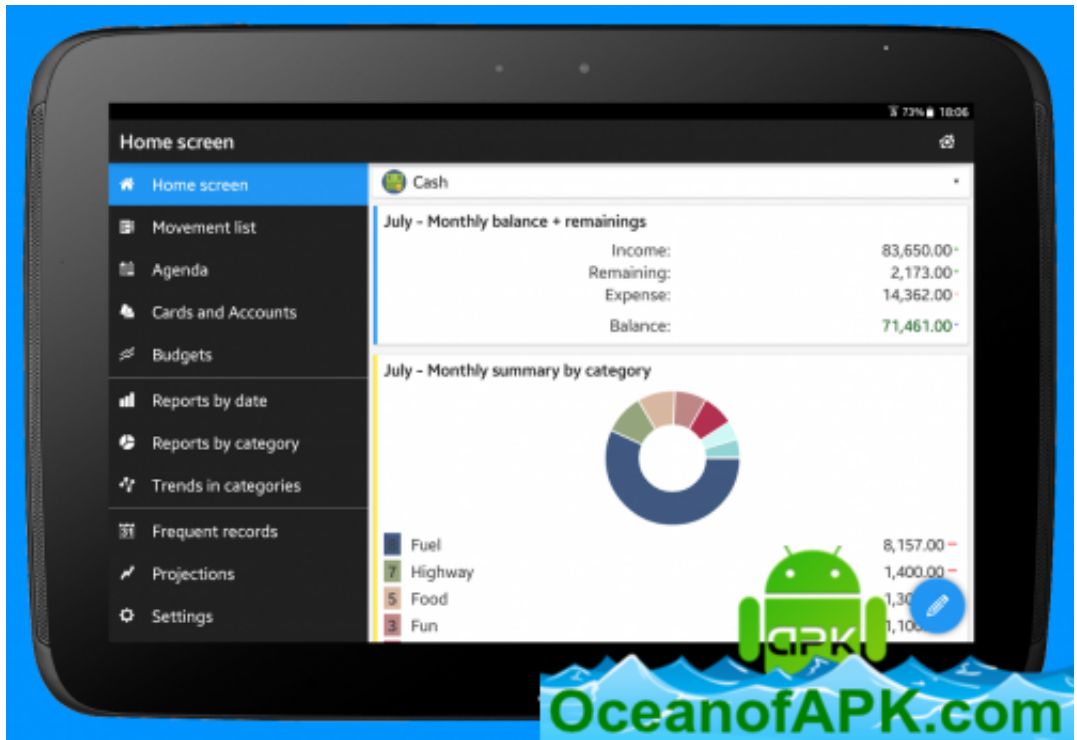 73% 18:06
Home screen
Home screen
Cash
Movement list
July - Monthly balance + remainings
Income: 83,650.00
Agenda
Remaining: 2,173.00
Expense: 14,362.00
Cards and Accounts
Balance: 71,461.00
Budgets
July - Monthly summary by category
Reports by date
Reports by category
Trends in categories
31 Frequent records
Fuel 8,157.00
7 Highway 1,400.00
Projections
5 Food
Settings
3 Fun
APK
OceanofAPK.com